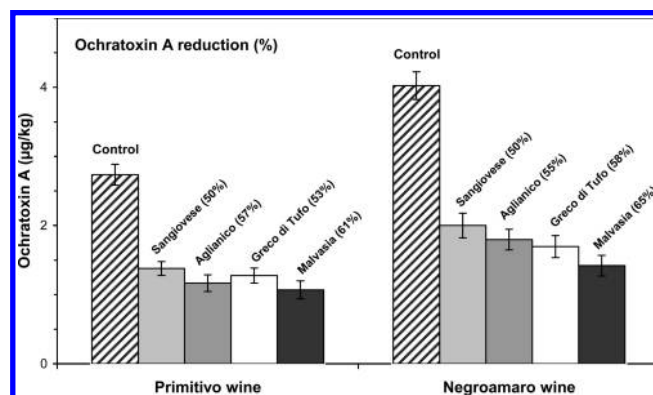 Ochratoxin A reduction (%)
Control
Control
4
Ochratoxin A (µg/kg)
Sangiovese (50%)
Aglianico (57%)
Greco di Tufo (53%)
Malvasia (61%)
Sangiovese (50%)
Aglianico (55%)
Greco di Tufo (58%)
Malvasia (65%)
2
0
Primitivo wine
Negroamaro wine